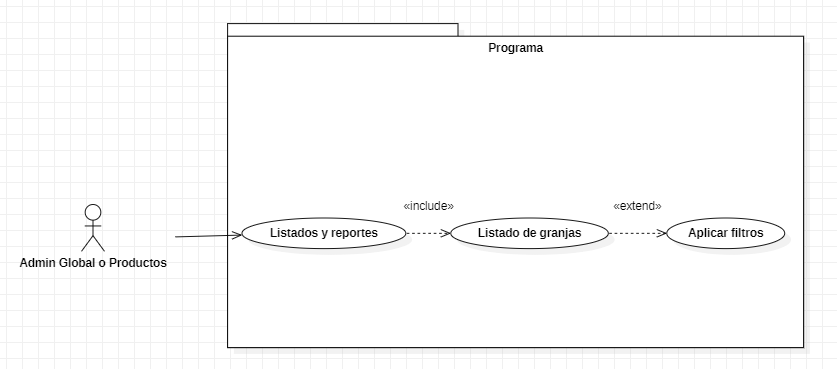 Programa
«include»
«extend»
Listados y reportes
Listado de granjas
Aplicar filtros
Admin Global o Productos